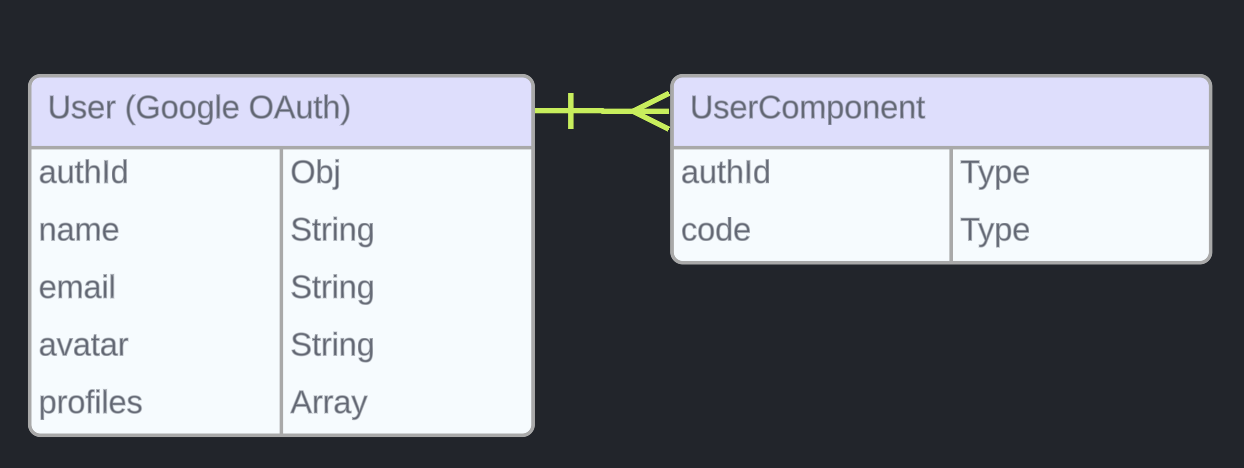 User (Google OAuth)
authId Obj
name String
email String
avatar String
profiles Array
UserComponent
authId Type
code Type